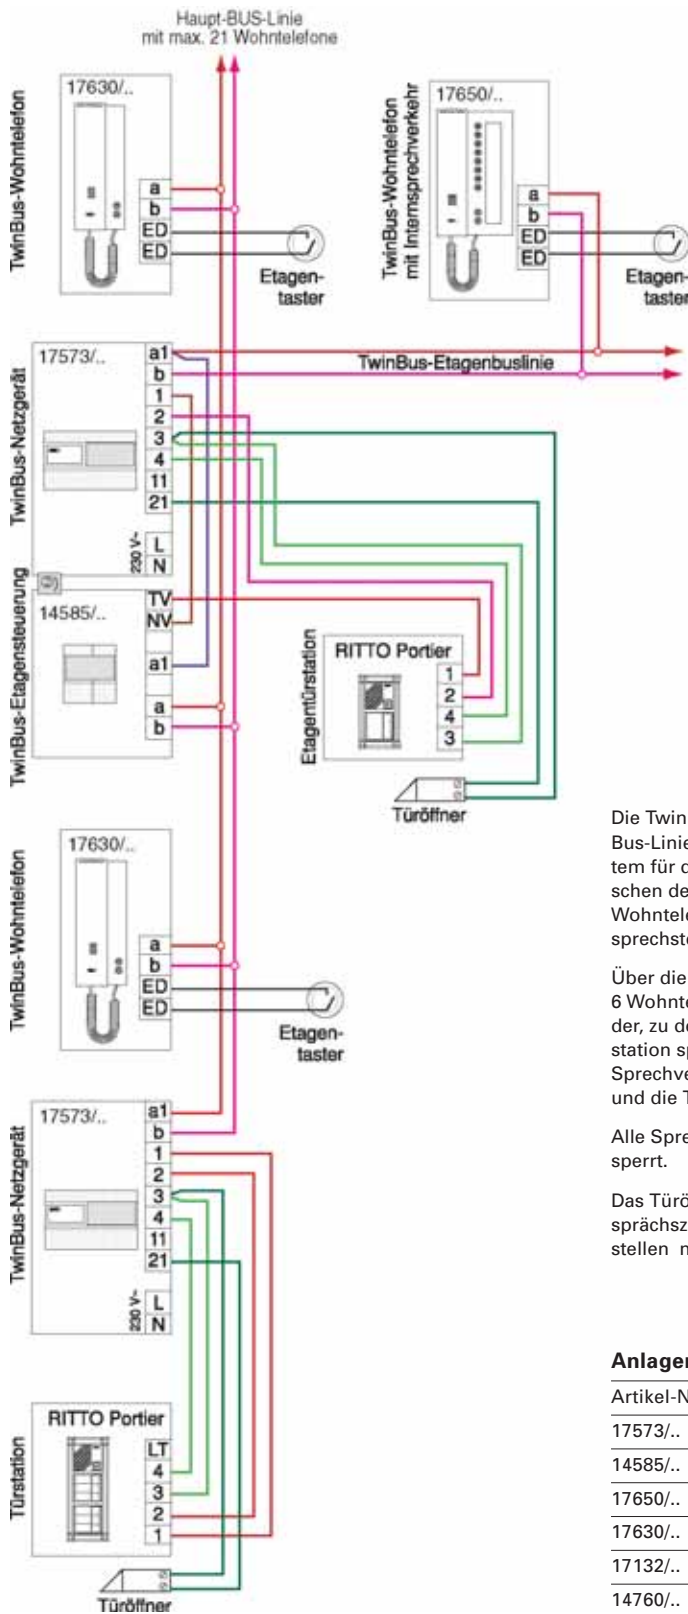 Haupt-BUS-Linie
mit max. 21 Wohntelefone
TwinBus-Wohntelefon
17630/..
a
b
ED
ED
Etagen-
taster
TwinBus-Wohntelefon
mit Internsprechverkehr
17650/..
a
b
ED
ED
Etagen-
taster
TwinBus-Netzgerät
17573/..
a1
b
1
2
3
4
11
21
230 V~
L
N
TwinBus-Etagenbuslinie
TwinBus-Etagensteuerung
14585/..
TV
NV
a1
a
b
Etagentürstation
RITTO Portier
1
2
4
3
Türöffner
TwinBus-Wohntelefon
17630/..
a
b
ED
ED
Etagen-
taster
TwinBus-Netzgerät
17573/..
a1
b
1
2
3
4
11
21
230 V~
L
N
Türstation
RITTO Portier
LT
4
3
2
1
Türöffner
Die Twin
Bus-Linie
tem für d
schen de
Wohntele
sprechste
Über die
6 Wohnte
der, zu de
station sp
Sprechve
und die T
Alle Spre
sperrt.
Das Türö
sprächsz
stellen n
Anlagen
Artikel-N
17573/..
14585/..
17650/..
17630/..
17132/..
14760/..